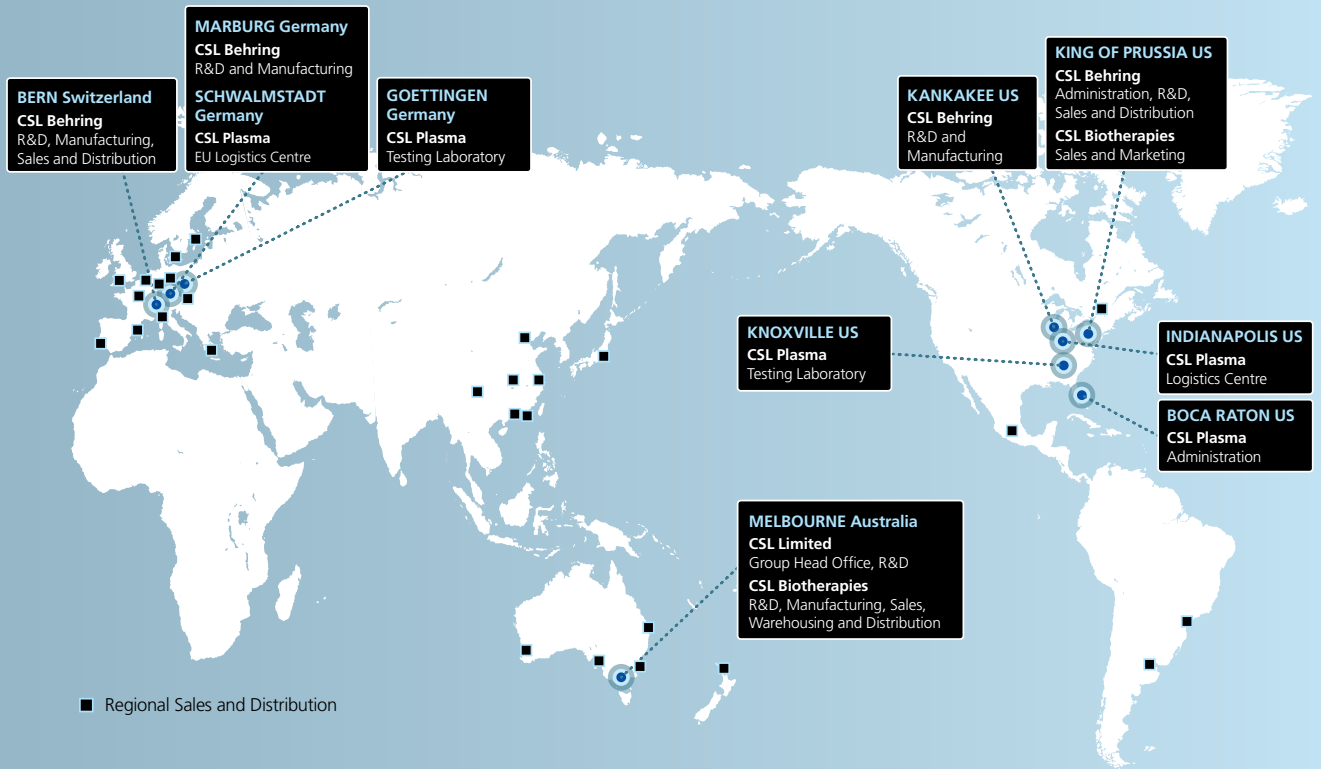 MARBURG Germany
CSL Behring
R&D and Manufacturing
SCHWALMSTADT
Germany
CSL Plasma
EU Logistics Centre
BERN Switzerland
CSL Behring
R&D, Manufacturing,
Sales and Distribution
GOETTINGEN
Germany
CSL Plasma
Testing Laboratory
KANKAKEE US
CSL Behring
R&D and
Manufacturing
KING OF PRUSSIA US
CSL Behring
Administration, R&D,
Sales and Distribution
CSL Biotherapies
Sales and Marketing
KNOXVILLE US
CSL Plasma
Testing Laboratory
INDIANAPOLIS US
CSL Plasma
Logistics Centre
BOCA RATON US
CSL Plasma
Administration
MELBOURNE Australia
CSL Limited
Group Head Office, R&D
CSL Biotherapies
R&D, Manufacturing, Sales,
Warehousing and Distribution
Regional Sales and Distribution